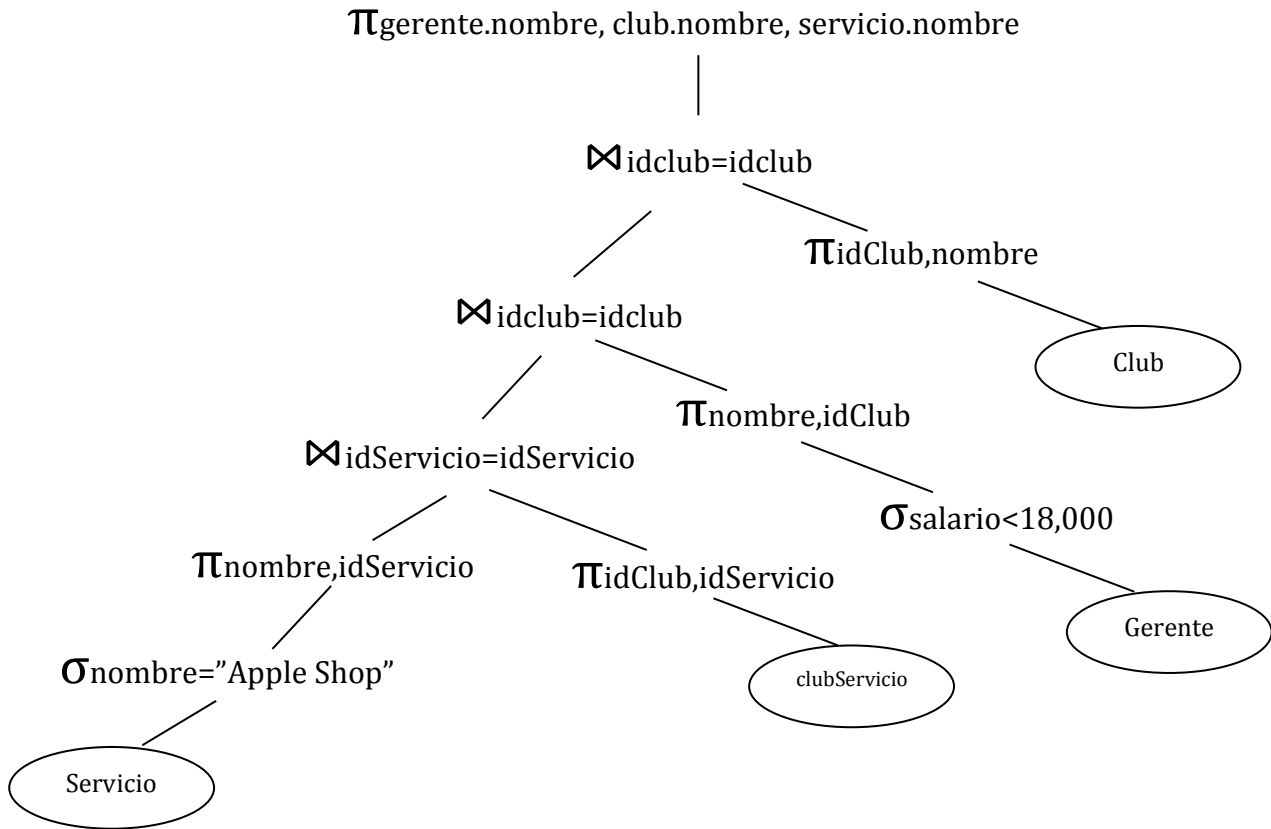 πgerente.nombre, club.nombre, servicio.nombre
⋈ idclub=idclub
πidClub,nombre
⋈ idclub=idclub
Club
πnombre,idClub
⋈ idServicio=idServicio
σsalario<18,000
πnombre,idServicio
πidClub,idServicio
Gerente
σnombre=”Apple Shop”
clubServicio
Servicio